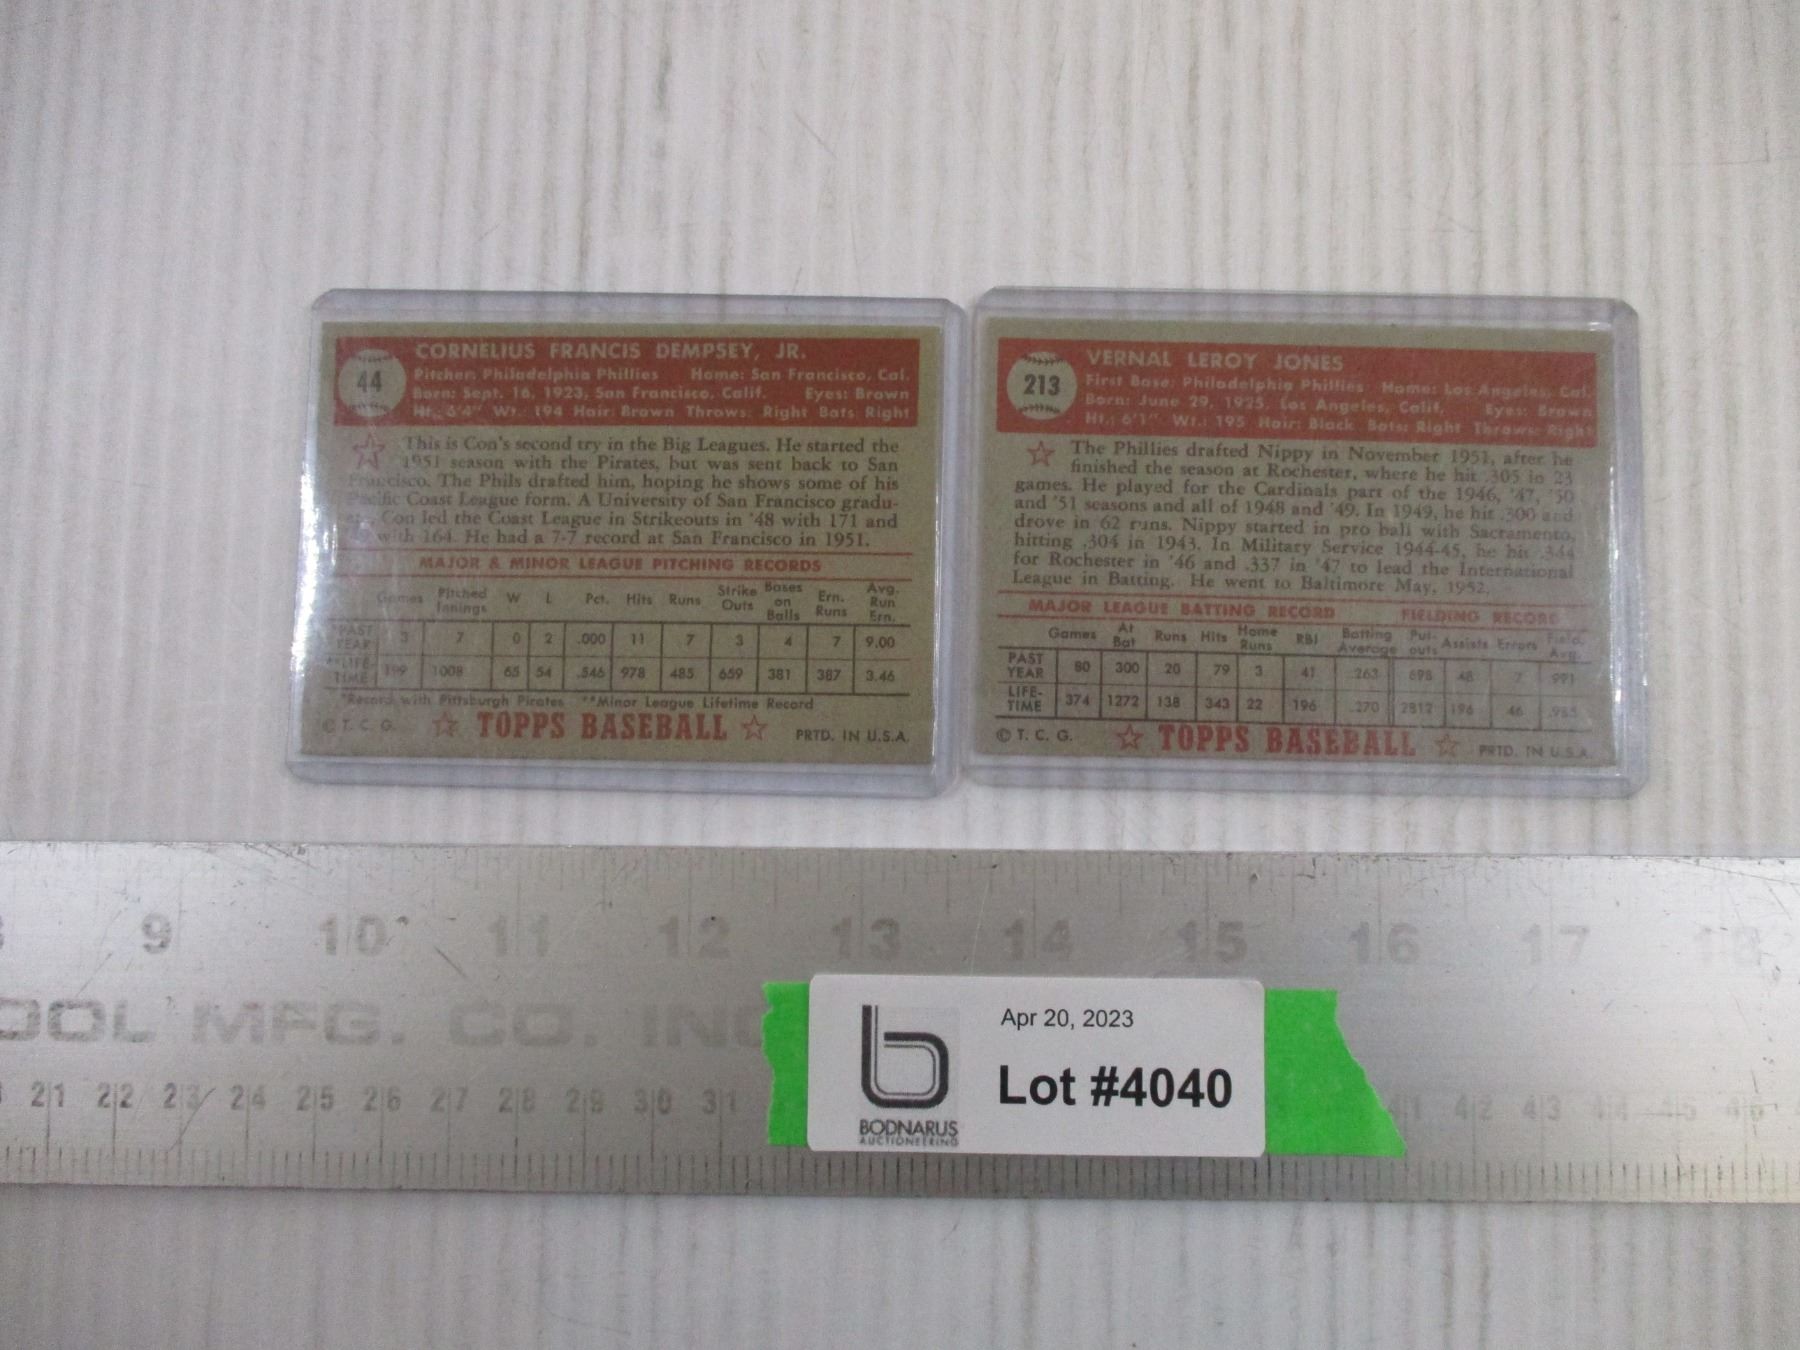 44
CORNELIUS FRANCIS DEMPSEY, JR.
Pitcher: Philadelphia Phillies Home: San Francisco, Cal.
Born: Sept. 16, 1923, San Francisco, Calif. Eyes: Brown
Ht.: 6'4" Wt.: 194 Hair: Brown Throws: Right Bats: Right
This is Con's second try in the Big Leagues. He started the
1951 season with the Pirates, but was sent back to San
Francisco. The Phils drafted him, hoping he shows some of his
Pacific Coast League form. A University of San Francisco gradu-
Con led the Coast League in Strikeouts in '48 with 171 and
with 164. He had a 7-7 record at San Francisco in 1951.
MAJOR & MINOR LEAGUE PITCHING RECORDS
Games Pitched Innings W L Pct. Hits Runs Strike Outs Bases on Balls Ern. Runs Avg. Run Ern.
*PAST YEAR 3 7 0 2 .000 11 7 3 4 7 9.00
**LIFE-TIME 199 1008 65 54 .546 978 485 659 381 387 3.46
*Record with Pittsburgh Pirates **Minor League Lifetime Record
© T. C. G. TOPPS BASEBALL PRTD. IN U.S.A.
213
VERNAL LEROY JONES
First Base: Philadelphia Phillies Home: Los Angeles, Cal.
Born: June 29, 1925, Los Angeles, Calif. Eyes: Brown
Ht.: 6'1" Wt.: 195 Hair: Black Bats: Right Throws: Right
The Phillies drafted Nippy in November 1951, after he
finished the season at Rochester, where he hit .305 in 23
games. He played for the Cardinals part of the 1946, '47, '50
and '51 seasons and all of 1948 and '49. In 1949, he hit .300 and
drove in 62 runs. Nippy started in pro ball with Sacramento,
hitting .304 in 1943. In Military Service 1944-45, he hit .344
for Rochester in '46 and .337 in '47 to lead the International
League in Batting. He went to Baltimore May, 1952.
MAJOR LEAGUE BATTING RECORD FIELDING RECORD
Games At Bat Runs Hits Home Runs RBI Batting Average Put-outs Assists Errors Field. Avg.
PAST YEAR 80 300 20 79 3 41 .263 698 48 7 .991
LIFE-TIME 374 1272 138 343 22 196 .270 2812 196 46 .985
© T. C. G. TOPPS BASEBALL PRTD. IN U.S.A.
9 10 11 12 13 14 15 16 17 18
OOL MFG. CO. INC
21 22 23 24 25 26 27 28 29 30 31 41 42 43 44 45 46
BODNARUS
AUCTIONEERING
Apr 20, 2023
Lot #4040